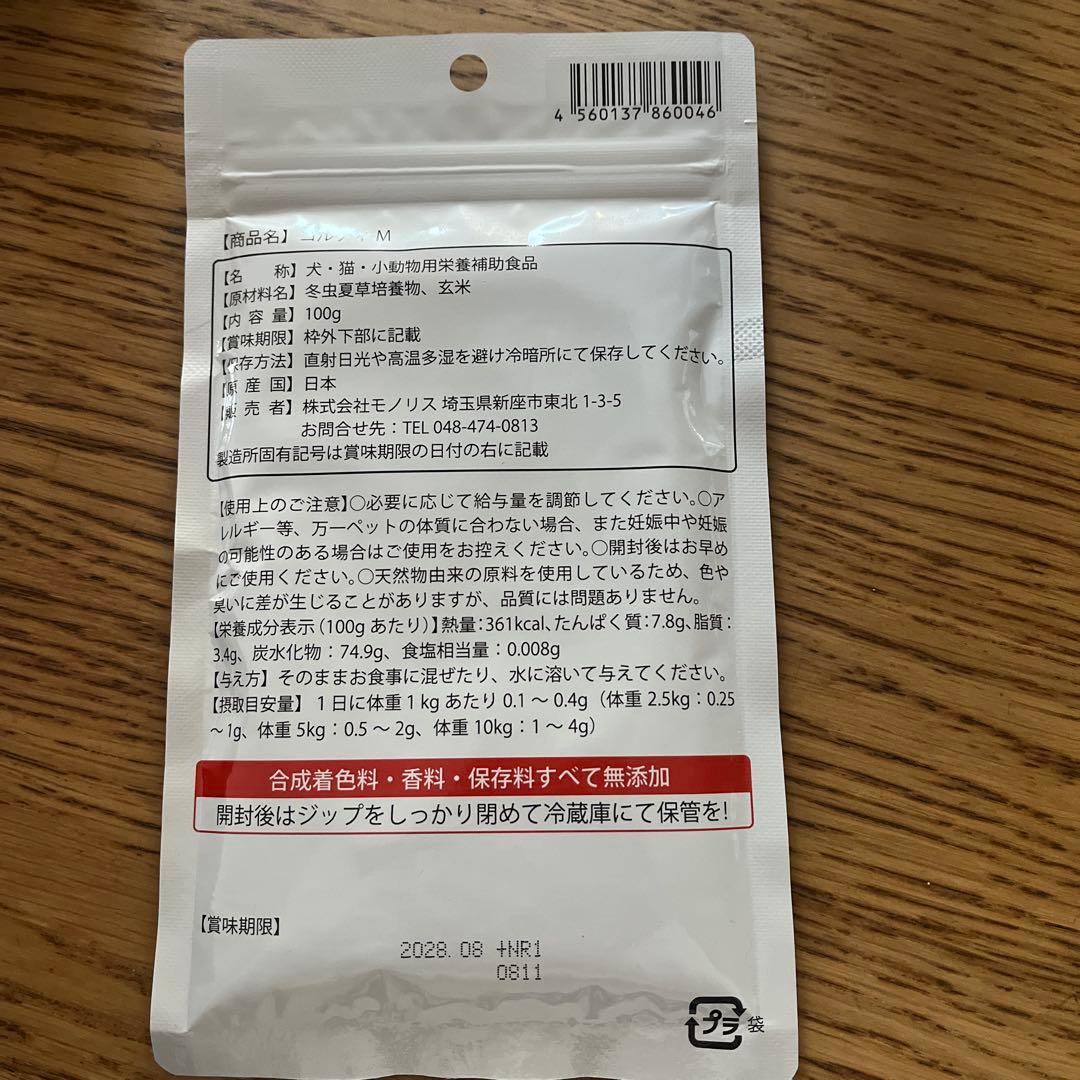 4 560137 860046
【商品名】 M
【名 称】犬・猫・小動物用栄養補助食品
【原材料名】冬虫夏草培養物、玄米
【内 容 量】100g
【賞味期限】枠外下部に記載
【保存方法】直射日光や高温多湿を避け冷暗所にて保存してください。
【原 産 国】日本
【販 売 者】株式会社モノリス 埼玉県新座市東北 1-3-5
お問合せ先：TEL 048-474-0813
製造所固有記号は賞味期限の日付の右に記載
【使用上のご注意】○必要に応じて給与量を調節してください。○ア
レルギー等、万一ペットの体質に合わない場合、また妊娠中や妊娠
の可能性のある場合はご使用をお控えください。○開封後はお早め
にご使用ください。○天然物由来の原料を使用しているため、色や
臭いに差が生じることがありますが、品質には問題ありません。
【栄養成分表示（100g あたり）】熱量：361kcal、たんぱく質：7.8g、脂質：
3.4g、炭水化物：74.9g、食塩相当量：0.008g
【与え方】そのままお食事に混ぜたり、水に溶いて与えてください。
【摂取目安量】 1日に体重1kgあたり 0.1～0.4g（体重 2.5kg：0.25
～1g、体重5kg：0.5～2g、体重10kg：1～4g）
合成着色料・香料・保存料すべて無添加
開封後はジップをしっかり閉めて冷蔵庫にて保管を!
【賞味期限】
2028.08 +NR1
0811
プラ 袋